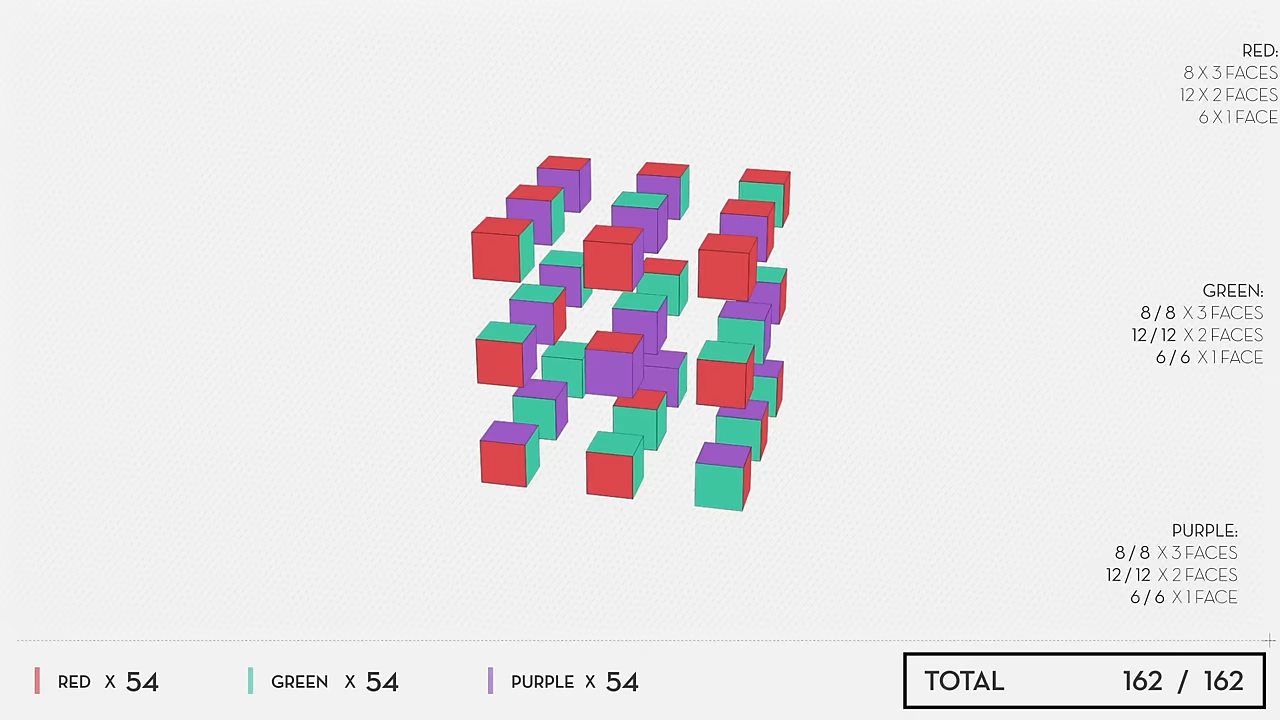 RED:
8 X 3 FACES
12 X 2 FACES
6 X 1 FACE
GREEN:
8 / 8 X 3 FACES
12 / 12 X 2 FACES
6 / 6 X 1 FACE
PURPLE:
8 / 8 X 3 FACES
12 / 12 X 2 FACES
6 / 6 X 1 FACE
RED X 54 GREEN X 54 PURPLE X 54 TOTAL 162 / 162